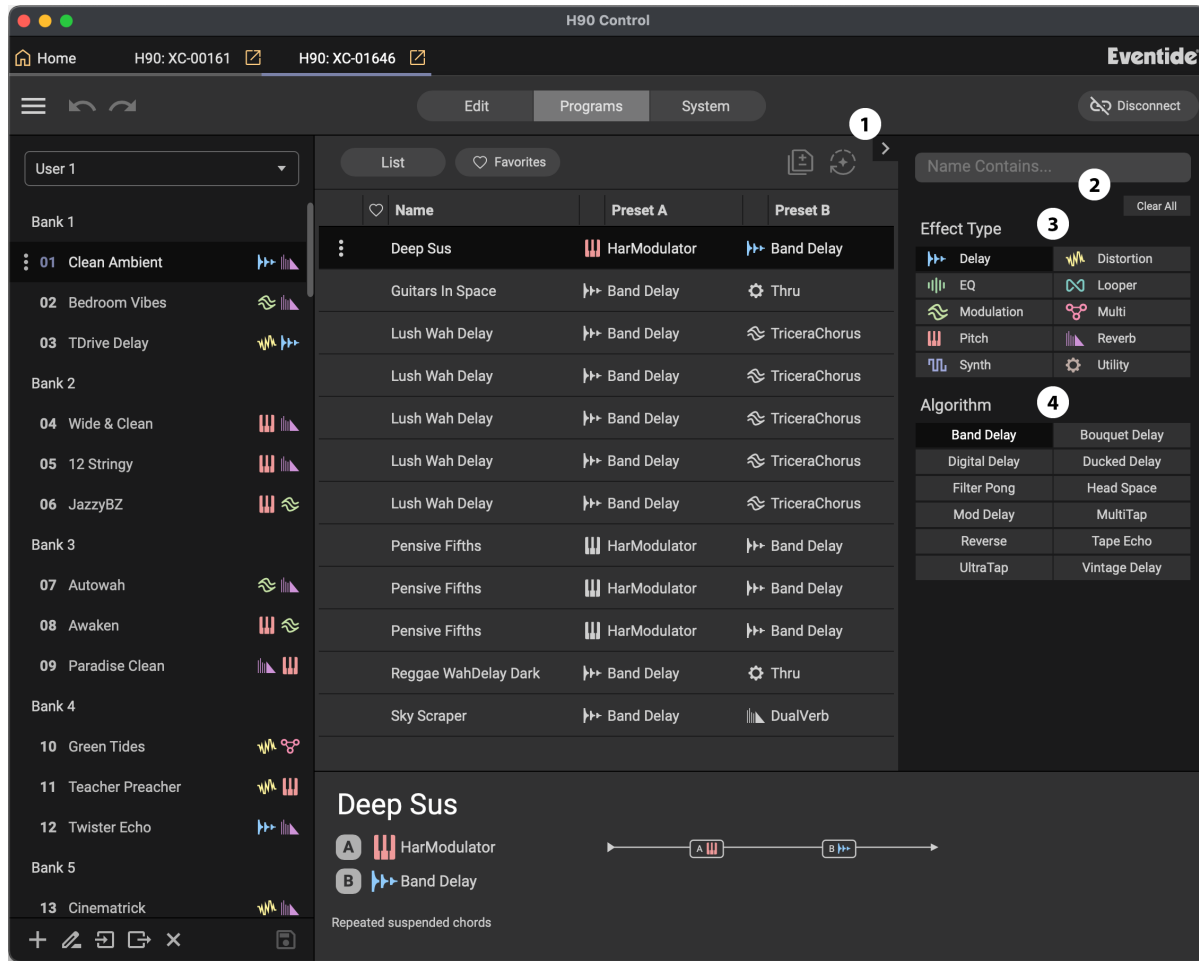 H90 Control
Home H90: XC-00161 H90: XC-01646 Eventide®
Edit Programs System Disconnect
1
User 1
List Favorites
Name Contains...
2
Clear All
Bank 1
01 Clean Ambient
02 Bedroom Vibes
03 TDrive Delay
Bank 2
04 Wide & Clean
05 12 Stringy
06 JazzyBZ
Bank 3
07 Autowah
08 Awaken
09 Paradise Clean
Bank 4
10 Green Tides
11 Teacher Preacher
12 Twister Echo
Bank 5
13 Cinematrick
Name Preset A Preset B
Deep Sus HarModulator Band Delay
Guitars In Space Band Delay Thru
Lush Wah Delay Band Delay TriceraChorus
Lush Wah Delay Band Delay TriceraChorus
Lush Wah Delay Band Delay TriceraChorus
Lush Wah Delay Band Delay TriceraChorus
Lush Wah Delay Band Delay TriceraChorus
Pensive Fifths HarModulator Band Delay
Pensive Fifths HarModulator Band Delay
Pensive Fifths HarModulator Band Delay
Reggae WahDelay Dark Band Delay Thru
Sky Scraper Band Delay DualVerb
Effect Type 3
Delay Distortion
EQ Looper
Modulation Multi
Pitch Reverb
Synth Utility
Algorithm 4
Band Delay Bouquet Delay
Digital Delay Ducked Delay
Filter Pong Head Space
Mod Delay MultiTap
Reverse Tape Echo
UltraTap Vintage Delay
Deep Sus
A HarModulator
B Band Delay
A B
Repeated suspended chords